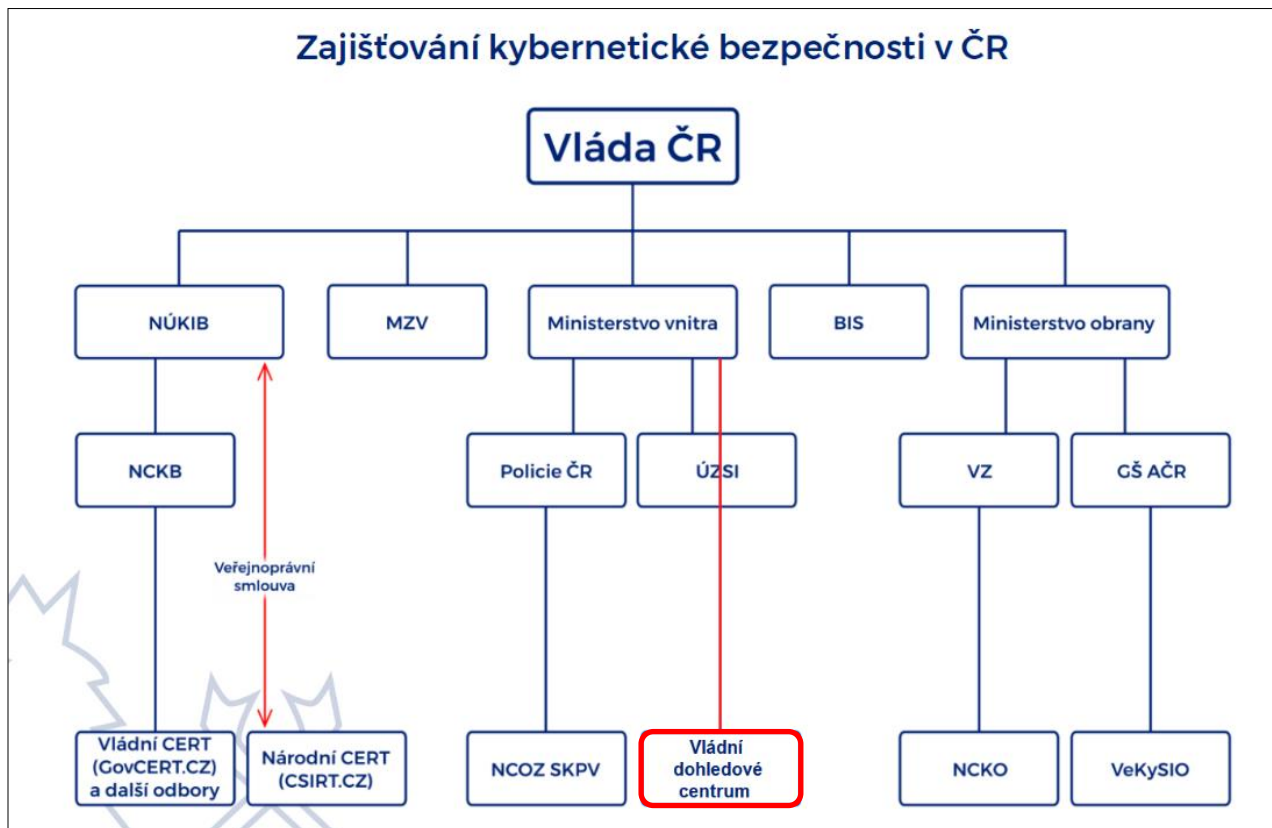 Zajišťování kybernetické bezpečnosti v ČR
Vláda ČR
NÚKIB
MZV
Ministerstvo vnitra
BIS
Ministerstvo obrany
NCKB
Policie ČR
ÚZSI
VZ
GŠ AČR
Veřejnoprávní
smlouva
Vládní CERT
(GovCERT.CZ)
a další odbory
Národní CERT
(CSIRT.CZ)
NCOZ SKPV
Vládní
dohledové
centrum
NCKO
VeKySIO